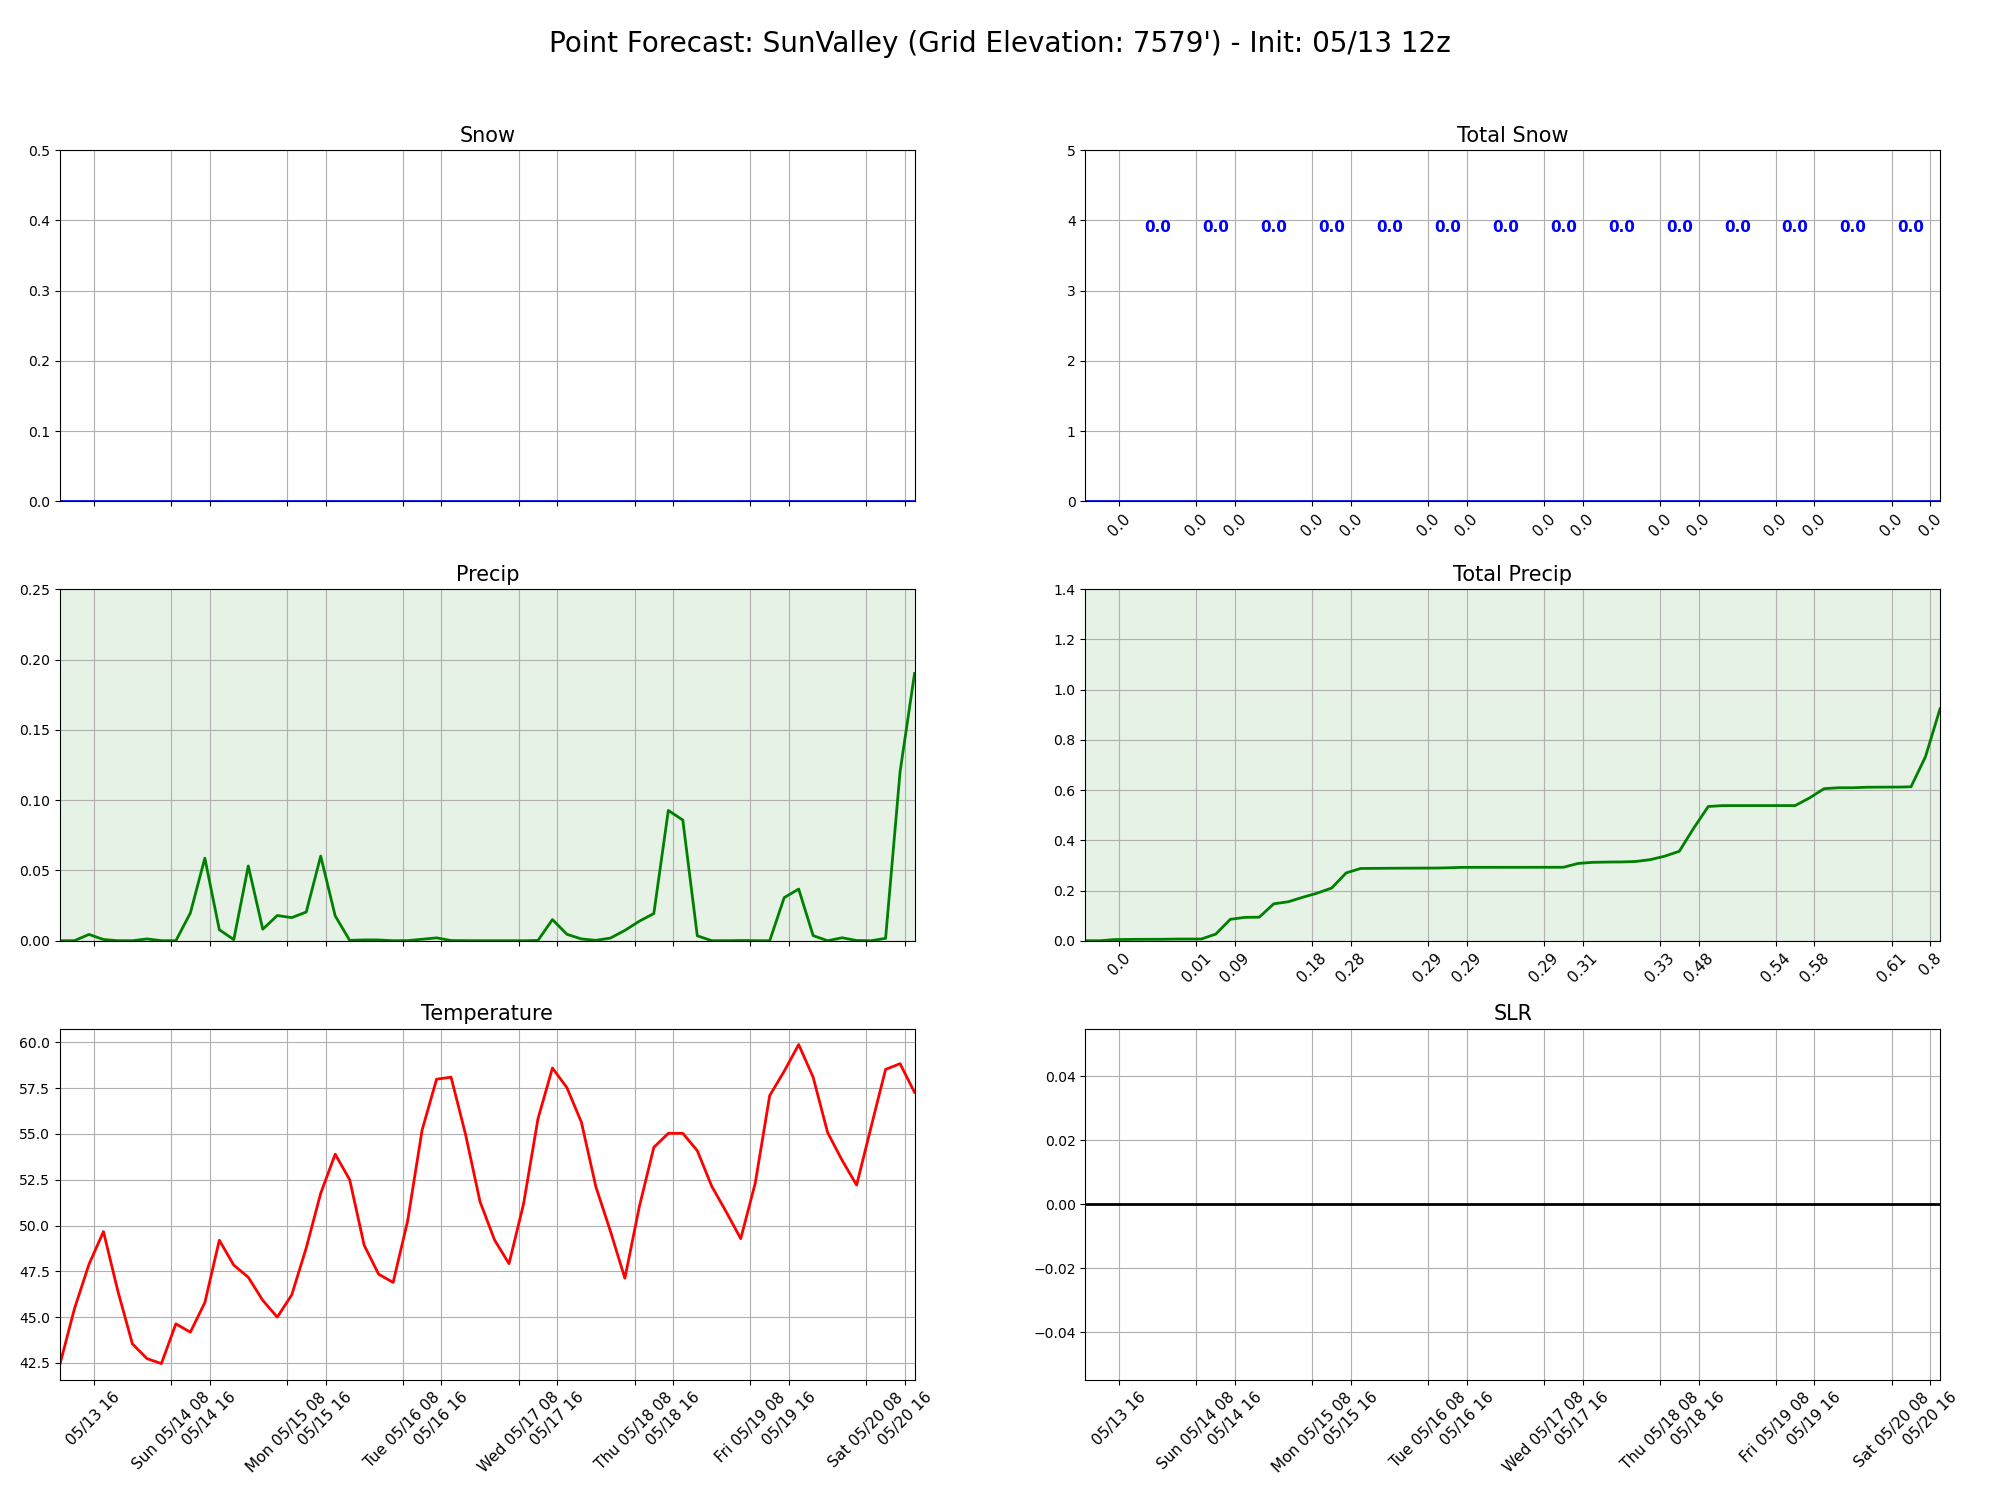 Point Forecast: SunValley (Grid Elevation: 7579') - Init: 05/13 12z
Snow
0.5
0.4
0.3
0.2
0.1
0.0
Total Snow
5
4
3
2
1
0
0.0 0.0 0.0 0.0 0.0 0.0 0.0 0.0 0.0 0.0 0.0 0.0 0.0 0.0
0.0 0.0 0.0 0.0 0.0 0.0 0.0 0.0 0.0 0.0 0.0 0.0 0.0 0.0 0.0
Precip
0.25
0.20
0.15
0.10
0.05
0.00
Total Precip
1.4
1.2
1.0
0.8
0.6
0.4
0.2
0.0
0.0 0.01 0.09 0.18 0.28 0.29 0.29 0.29 0.31 0.33 0.48 0.54 0.58 0.61 0.8
Temperature
60.0
57.5
55.0
52.5
50.0
47.5
45.0
42.5
05/13 16
Sun 05/14 08
05/14 16
Mon 05/15 08
05/15 16
Tue 05/16 08
05/16 16
Wed 05/17 08
05/17 16
Thu 05/18 08
05/18 16
Fri 05/19 08
05/19 16
Sat 05/20 08
05/20 16
SLR
0.04
0.02
0.00
−0.02
−0.04
05/13 16
Sun 05/14 08
05/14 16
Mon 05/15 08
05/15 16
Tue 05/16 08
05/16 16
Wed 05/17 08
05/17 16
Thu 05/18 08
05/18 16
Fri 05/19 08
05/19 16
Sat 05/20 08
05/20 16